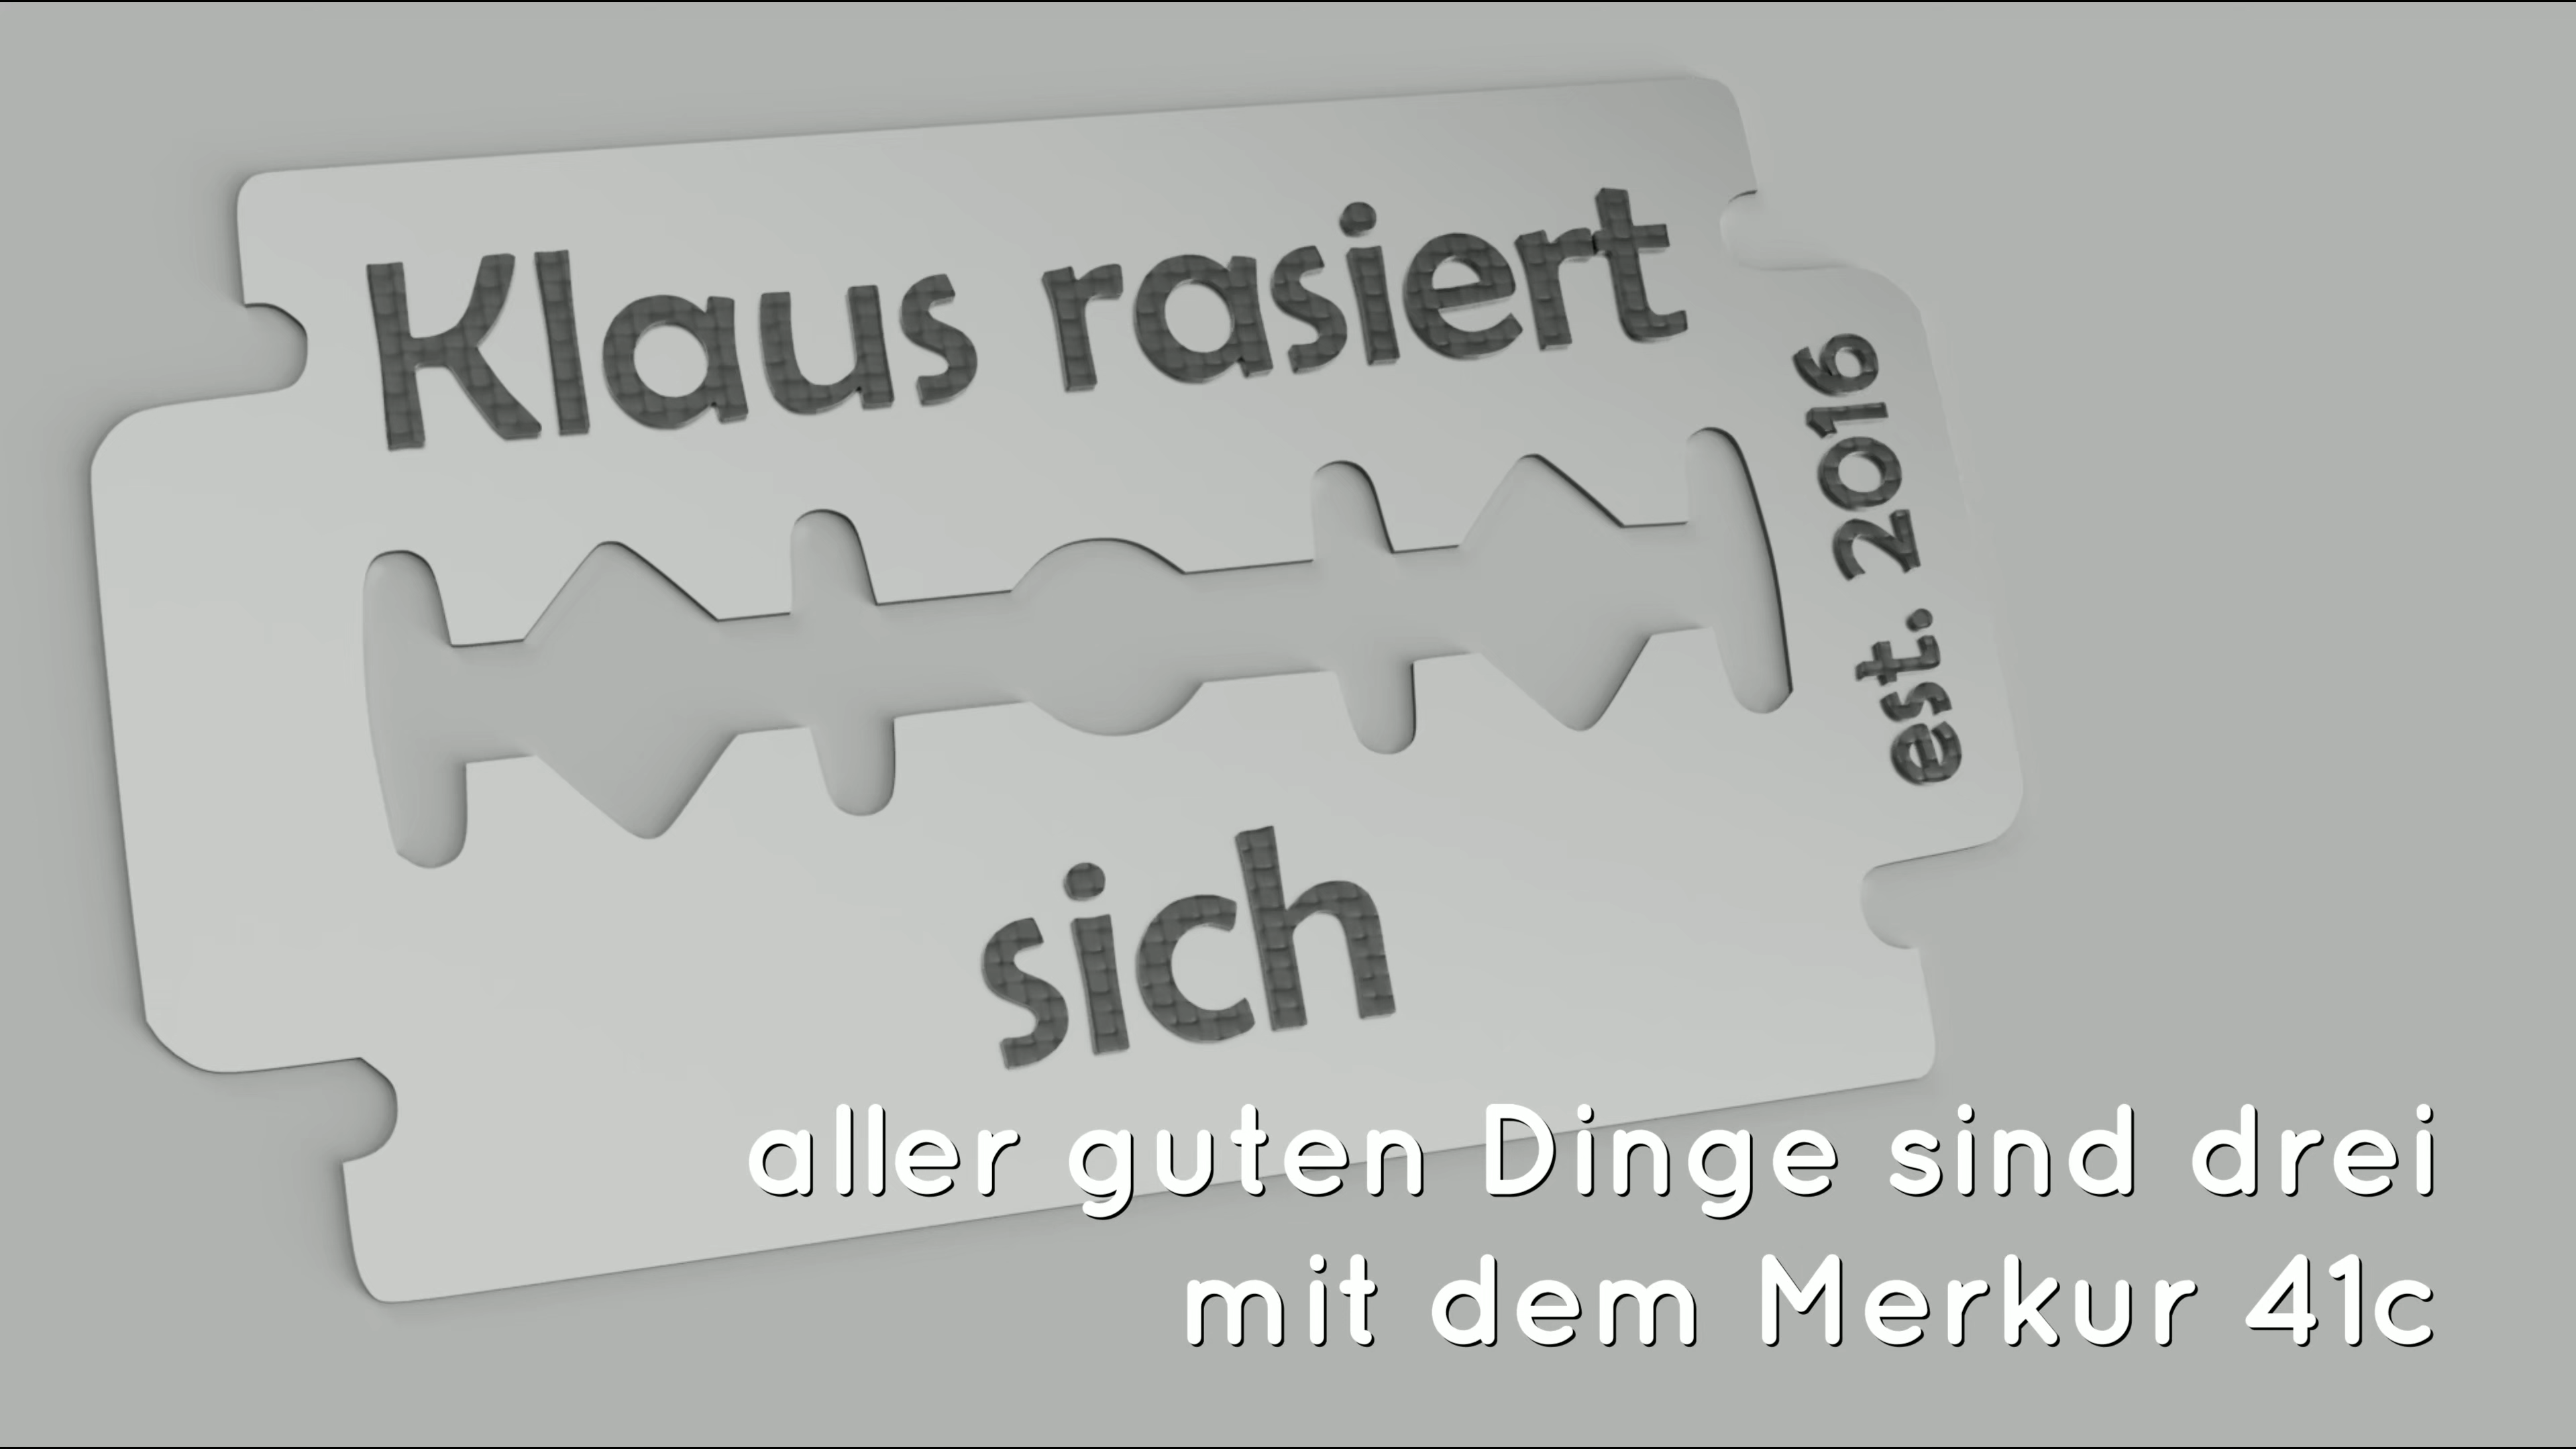 Klaus rasiert
sich
est. 2016
aller guten Dinge sind drei
mit dem Merkur 41c